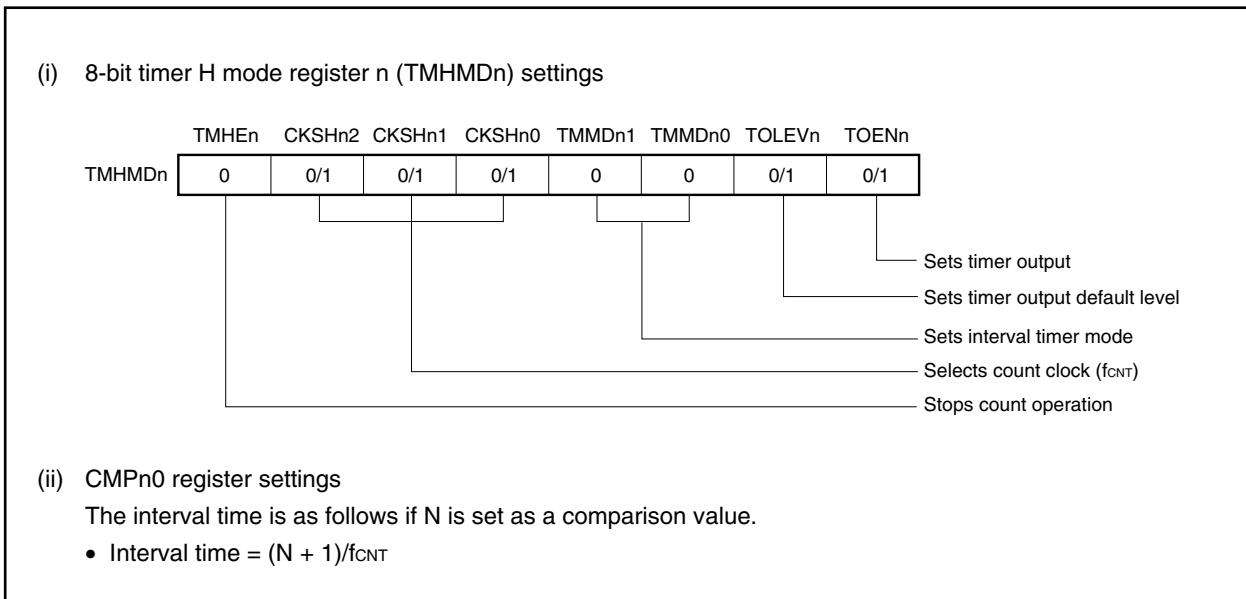 (i) 8-bit timer H mode register n (TMHMDn) settings
TMHEn CKSHn2 CKSHn1 CKSHn0 TMMDn1 TMMDn0 TOLEVn TOENn
TMHMDn 0 0/1 0/1 0/1 0 0 0/1 0/1
Sets timer output
Sets timer output default level
Sets interval timer mode
Selects count clock (fCNT)
Stops count operation
(ii) CMPn0 register settings
The interval time is as follows if N is set as a comparison value.
• Interval time = (N + 1)/fCNT